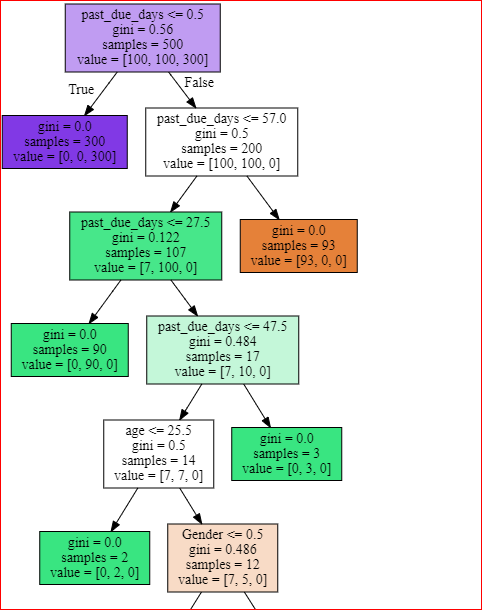 past_due_days <= 0.5
gini = 0.56
samples = 500
value = [100, 100, 300]
True
False
gini = 0.0
samples = 300
value = [0, 0, 300]
past_due_days <= 57.0
gini = 0.5
samples = 200
value = [100, 100, 0]
past_due_days <= 27.5
gini = 0.122
samples = 107
value = [7, 100, 0]
gini = 0.0
samples = 93
value = [93, 0, 0]
gini = 0.0
samples = 90
value = [0, 90, 0]
past_due_days <= 47.5
gini = 0.484
samples = 17
value = [7, 10, 0]
age <= 25.5
gini = 0.5
samples = 14
value = [7, 7, 0]
gini = 0.0
samples = 3
value = [0, 3, 0]
gini = 0.0
samples = 2
value = [0, 2, 0]
Gender <= 0.5
gini = 0.486
samples = 12
value = [7, 5, 0]